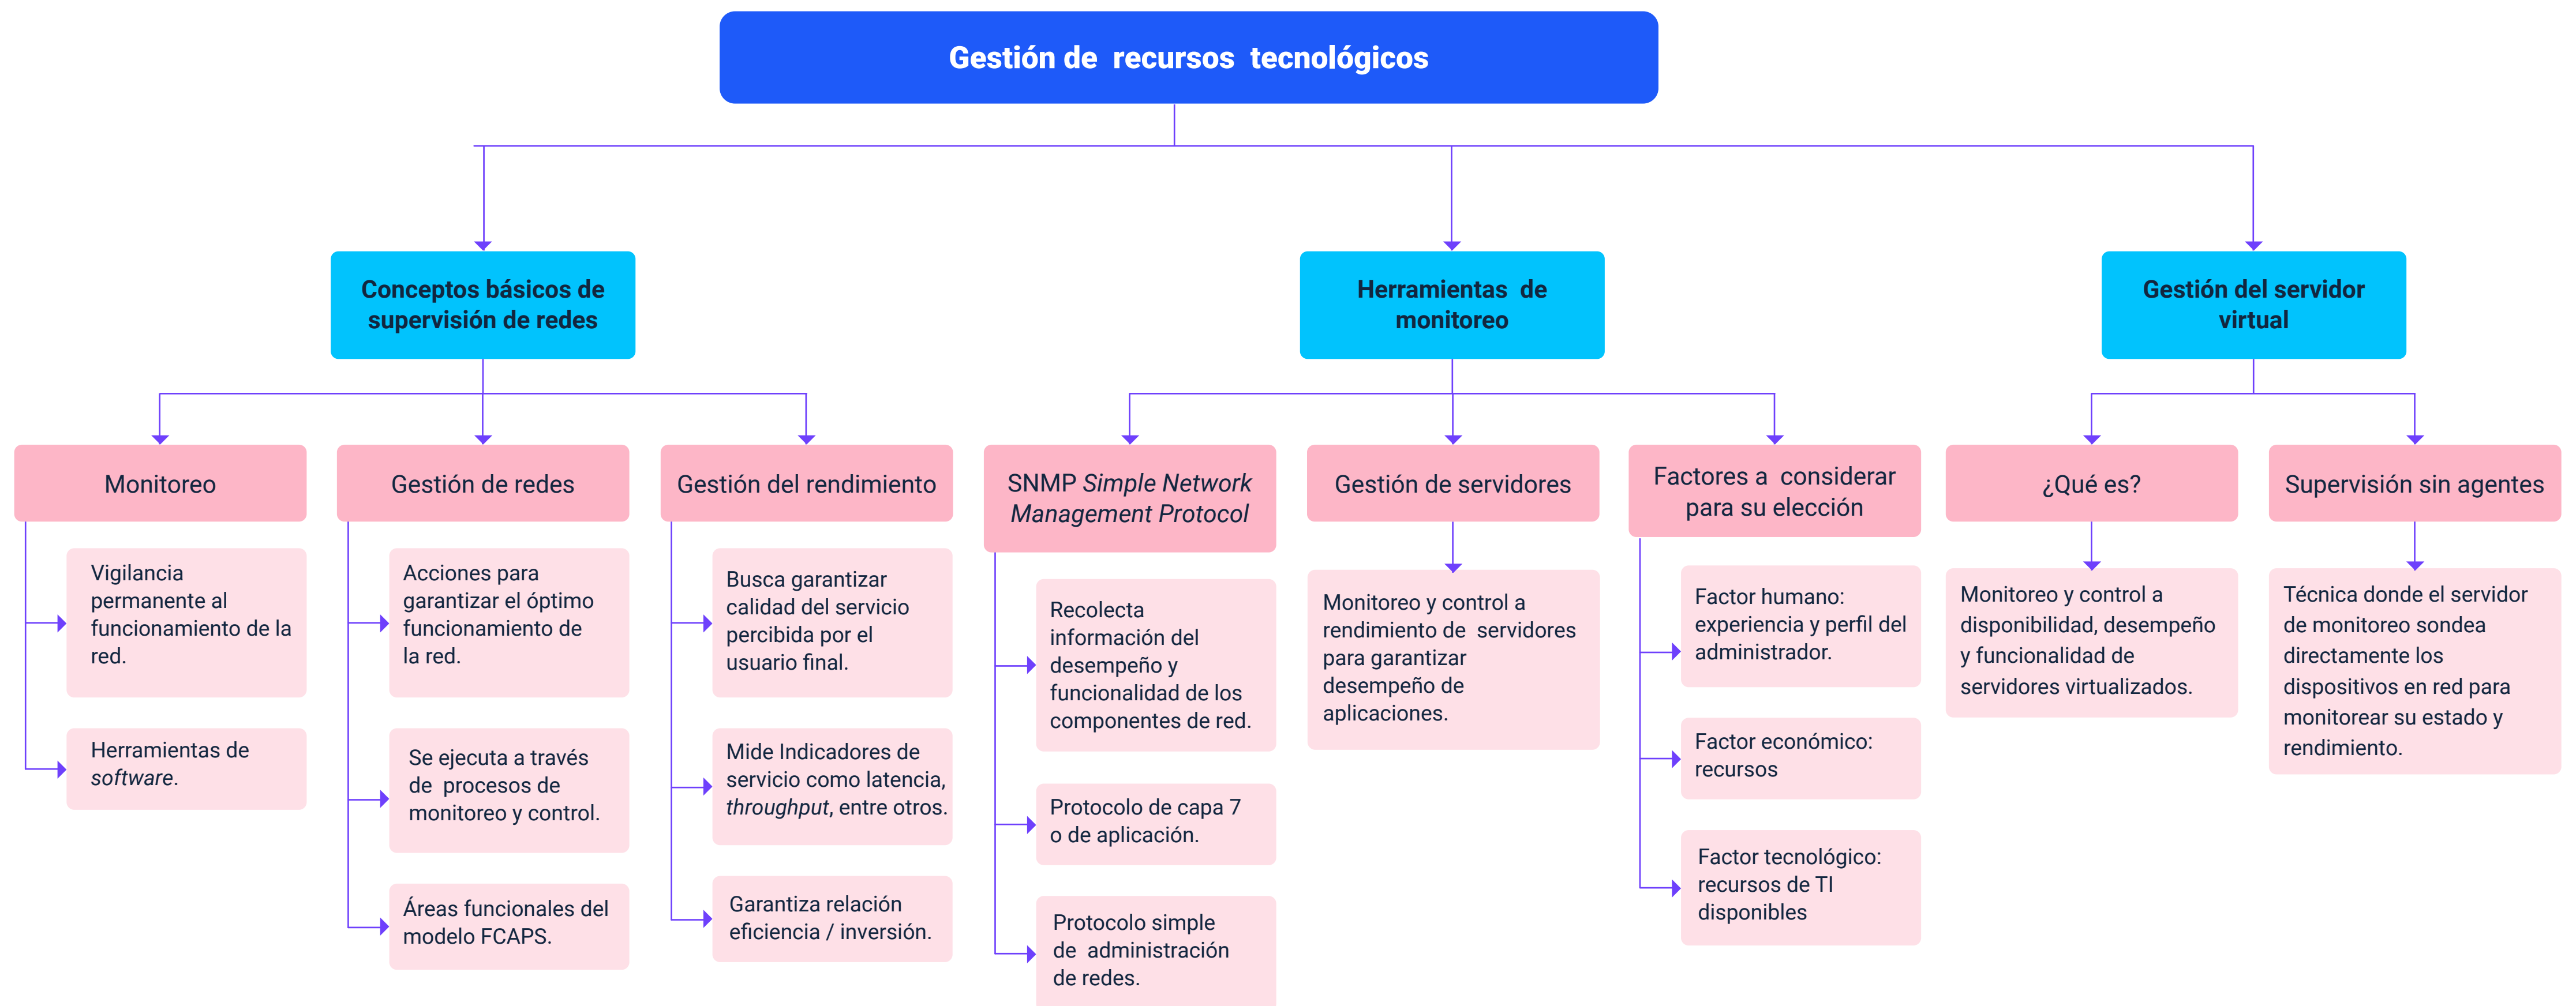 Gestión de recursos tecnológicos
Conceptos básicos de
supervisión de redes
Herramientas de
monitoreo
Gestión del servidor
virtual
Monitoreo
Vigilancia
permanente al
funcionamiento de la
red.
Herramientas de
software.
Gestión de redes
Acciones para
garantizar el óptimo
funcionamiento de
la red.
Se ejecuta a través
de procesos de
monitoreo y control.
Áreas funcionales del
modelo FCAPS.
Gestión del rendimiento
Busca garantizar
calidad del servicio
percibida por el
usuario final.
Mide Indicadores de
servicio como latencia,
throughput, entre otros.
Garantiza relación
eficiencia / inversión.
SNMP Simple Network
Management Protocol
Recolecta
información del
desempeño y
funcionalidad de los
componentes de red.
Protocolo de capa 7
o de aplicación.
Protocolo simple
de administración
de redes.
Gestión de servidores
Monitoreo y control a
rendimiento de servidores
para garantizar
desempeño de
aplicaciones.
Factores a considerar
para su elección
Factor humano:
experiencia y perfil del
administrador.
Factor económico:
recursos
Factor tecnológico:
recursos de TI
disponibles
¿Qué es?
Monitoreo y control a
disponibilidad, desempeño
y funcionalidad de
servidores virtualizados.
Supervisión sin agentes
Técnica donde el servidor
de monitoreo sondea
directamente los
dispositivos en red para
monitorear su estado y
rendimiento.